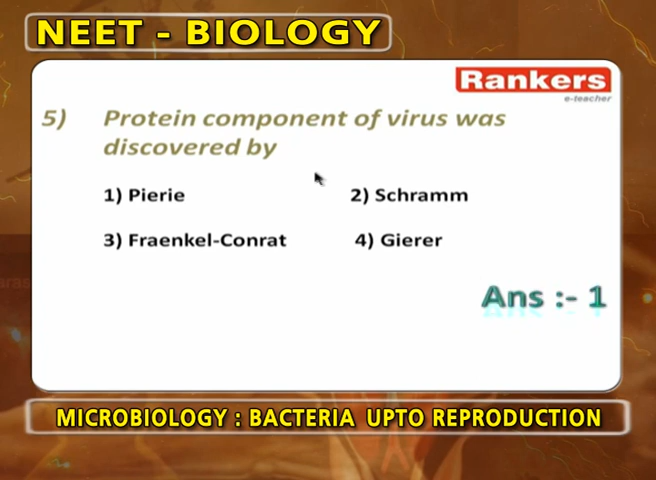 NEET - BIOLOGY
Rankers
e-teacher
5) Protein component of virus was
discovered by
1) Pierie 2) Schramm
3) Fraenkel-Conrat 4) Gierer
Ans :- 1
MICROBIOLOGY : BACTERIA UPTO REPRODUCTION